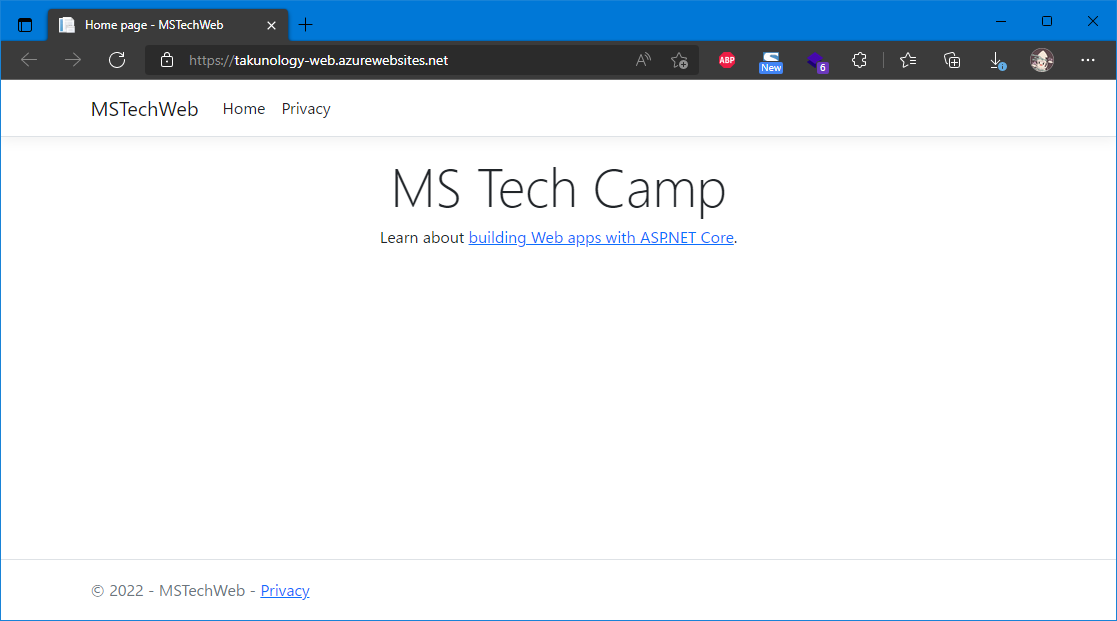 Home page - MSTechWeb
https://takunology-web.azurewebsites.net
ABP
New
6
MSTechWeb Home Privacy
MS Tech Camp
Learn about building Web apps with ASP.NET Core.
© 2022 - MSTechWeb - Privacy